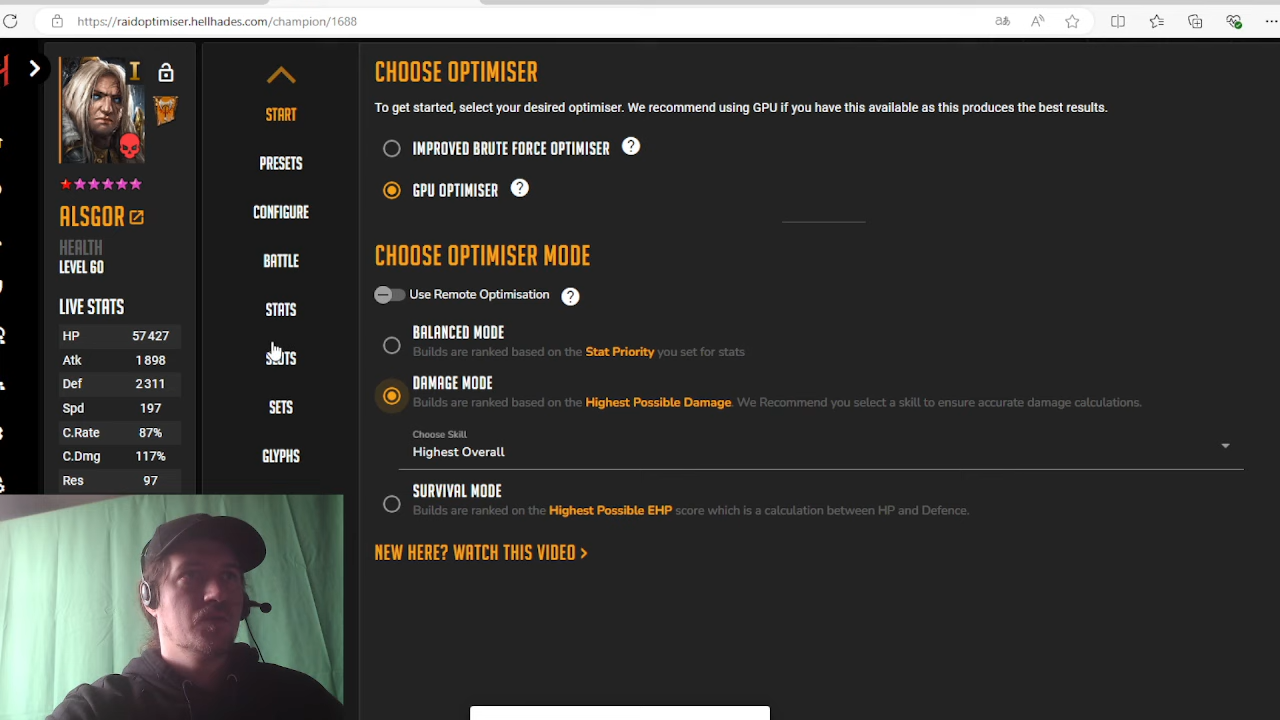 https://raidoptimiser.hellhades.com/champion/1688
I
ALSGOR
HEALTH
LEVEL 60
LIVE STATS
HP 57427
Atk 1898
Def 2311
Spd 197
C.Rate 87%
C.Dmg 117%
Res 97
START
PRESETS
CONFIGURE
BATTLE
STATS
SLOTS
SETS
GLYPHS
CHOOSE OPTIMISER
To get started, select your desired optimiser. We recommend using GPU if you have this available as this produces the best results.
IMPROVED BRUTE FORCE OPTIMISER ?
GPU OPTIMISER ?
CHOOSE OPTIMISER MODE
Use Remote Optimisation ?
BALANCED MODE
Builds are ranked based on the Stat Priority you set for stats
DAMAGE MODE
Builds are ranked based on the Highest Possible Damage. We Recommend you select a skill to ensure accurate damage calculations.
Choose Skill
Highest Overall
SURVIVAL MODE
Builds are ranked on the Highest Possible EHP score which is a calculation between HP and Defence.
NEW HERE? WATCH THIS VIDEO >